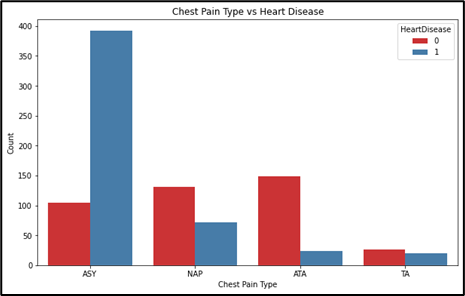 Chest Pain Type vs Heart Disease
HeartDisease
0
1
400
350
300
250
200
150
100
50
0
Count
ASY NAP ATA TA
Chest Pain Type